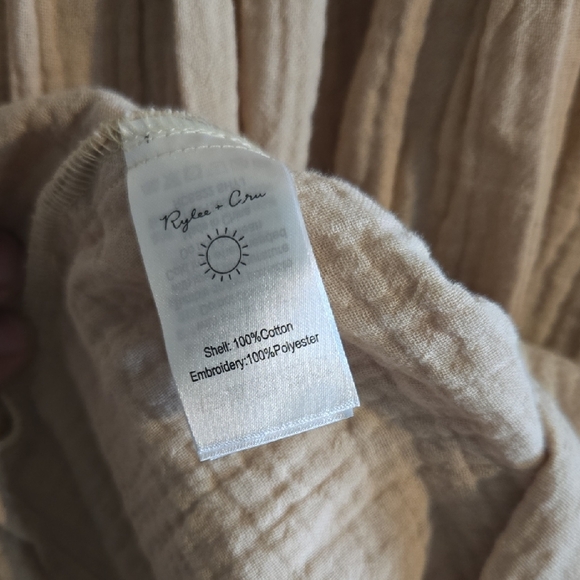 Rylee + Cru
Shell: 100%Cotton
Embroidery:100%Polyester